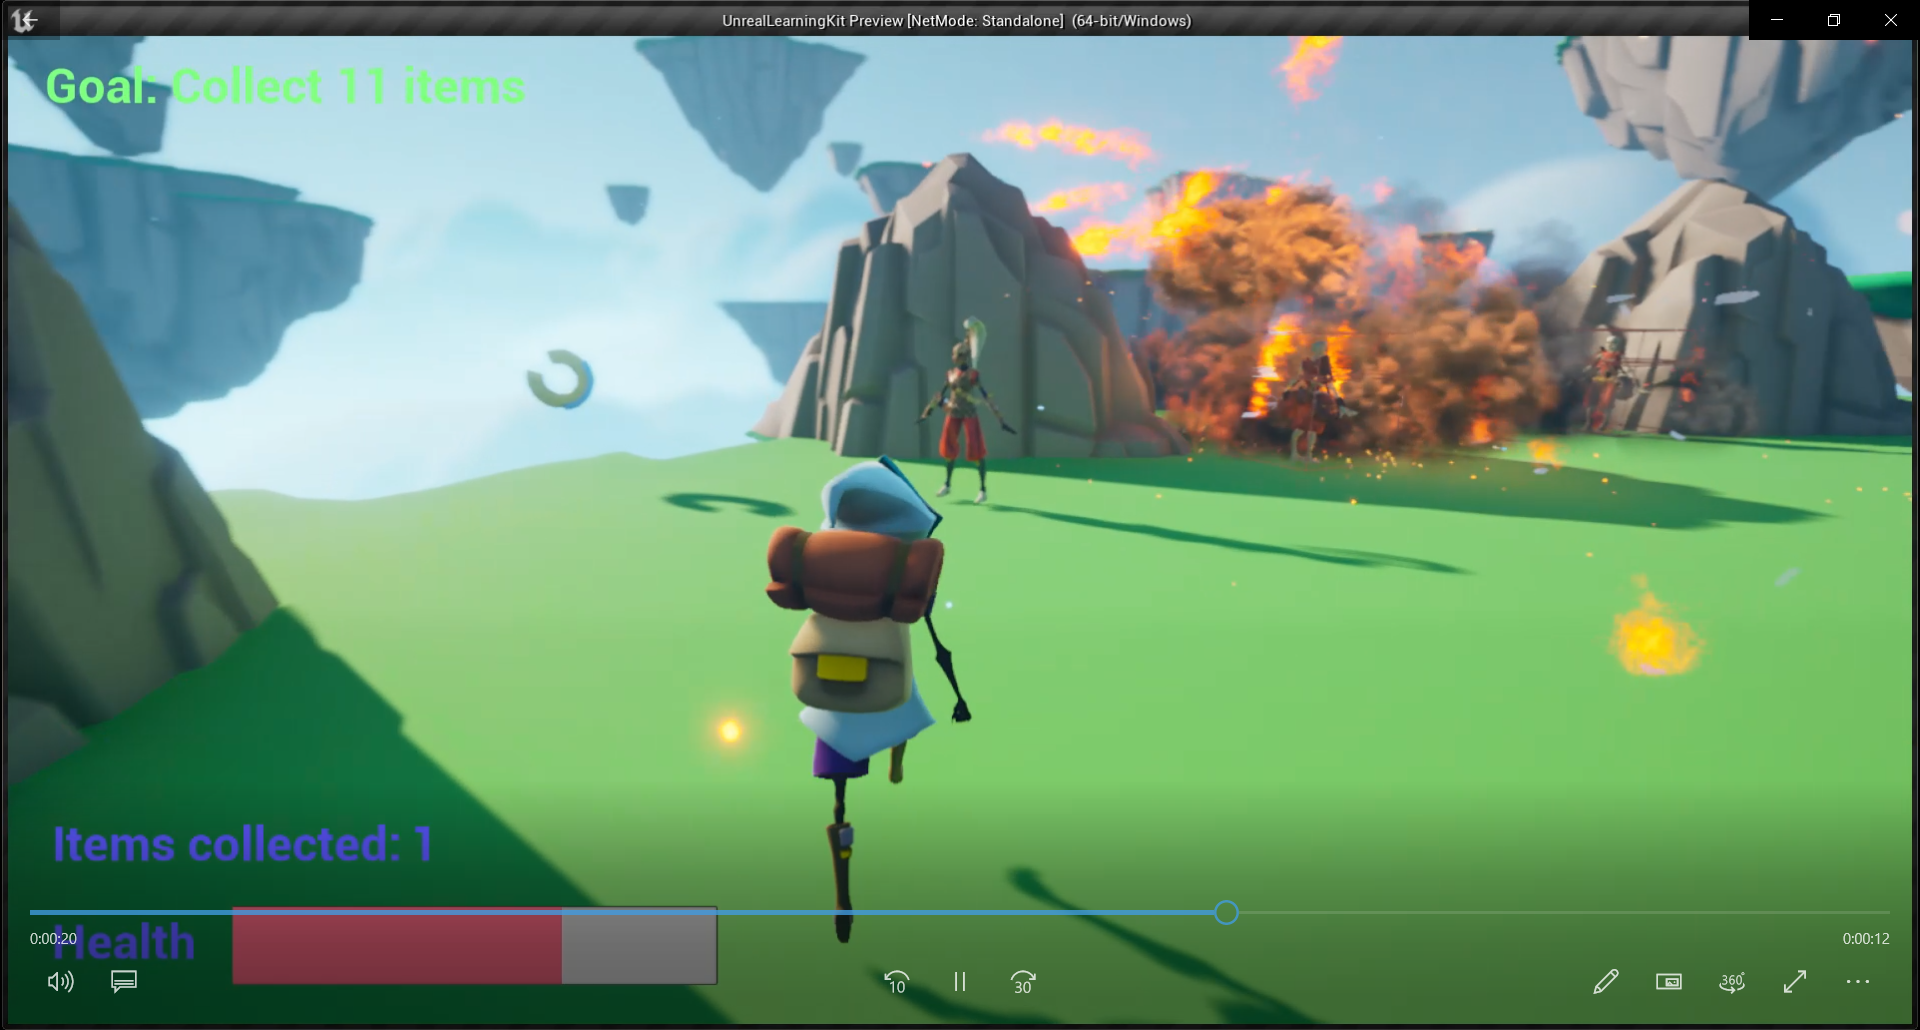 UnrealLearningKit Preview [NetMode: Standalone] (64-bit/Windows)
Goal: Collect 11 items
Items collected: 1
Health
0:00:20
0:00:12
10
30
360°